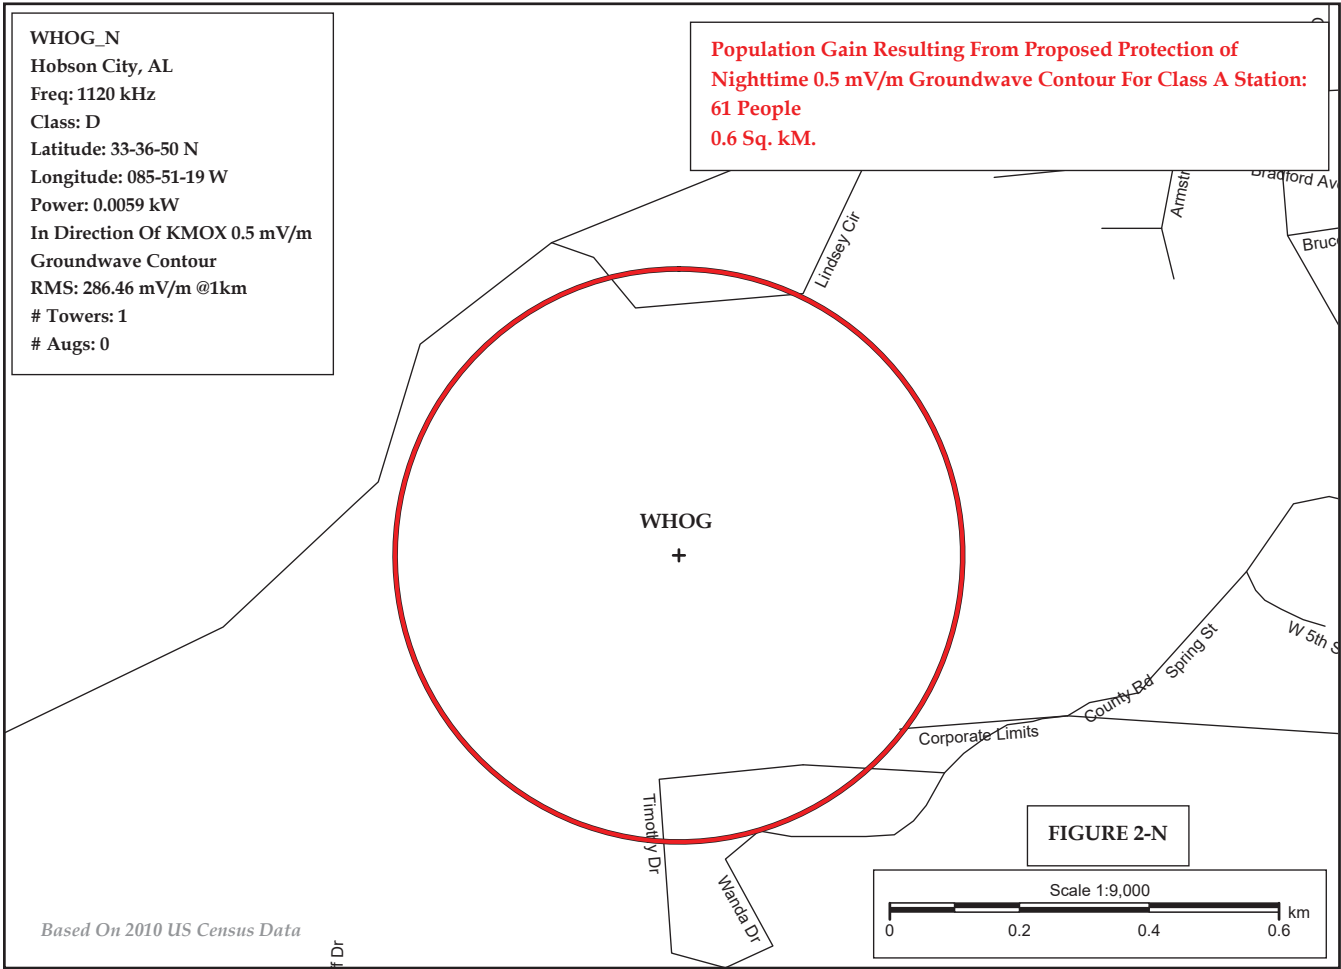 WHOG_N
Hobson City, AL
Freq: 1120 kHz
Class: D
Latitude: 33-36-50 N
Longitude: 085-51-19 W
Power: 0.0059 kW
In Direction Of KMOX 0.5 mV/m
Groundwave Contour
RMS: 286.46 mV/m @1km
# Towers: 1
# Augs: 0
Population Gain Resulting From Proposed Protection of
Nighttime 0.5 mV/m Groundwave Contour For Class A Station:
61 People
0.6 Sq. kM.
Bradford Av
Armstr
Bruc
Lindsey Cir
WHOG
W 5th S
Spring St
County Rd
Corporate Limits
Timothy Dr
Wanda Dr
f Dr
FIGURE 2-N
Scale 1:9,000
km
0 0.2 0.4 0.6
Based On 2010 US Census Data